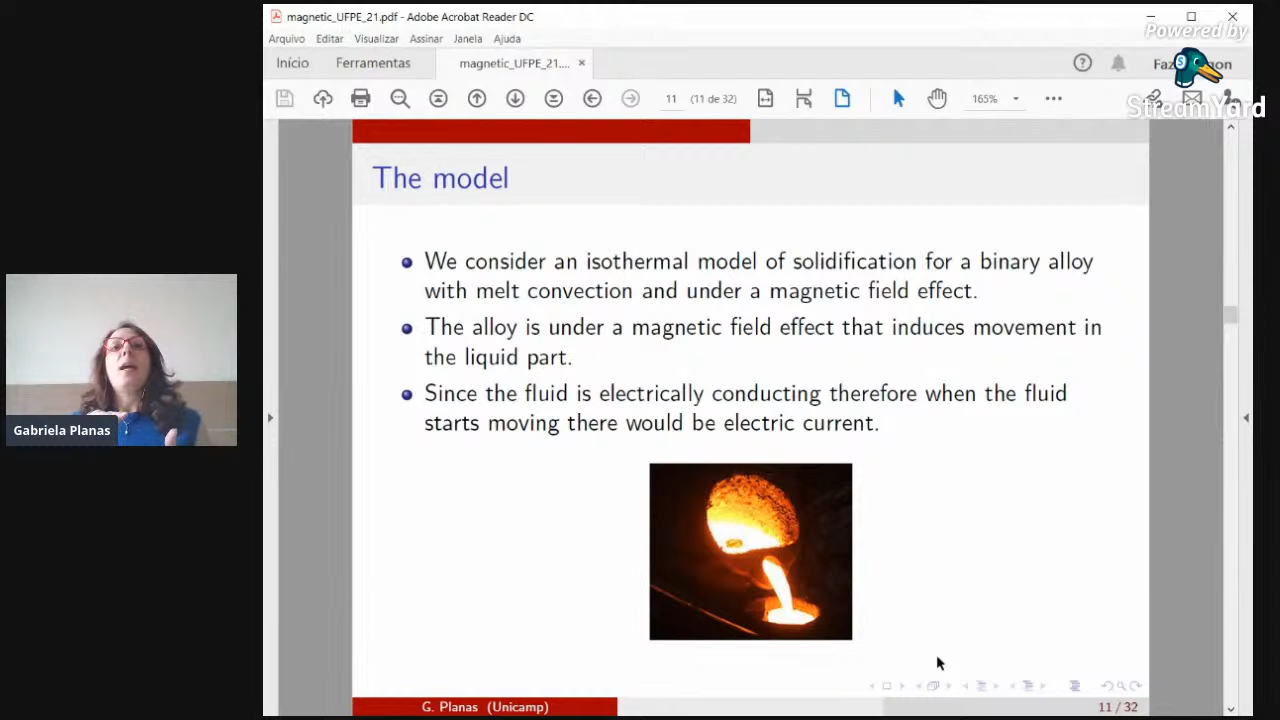 magnetic_UFPE_21.pdf - Adobe Acrobat Reader DC
Powered by
Arquivo Editar Visualizar Assinar Janela Ajuda
Início Ferramentas magnetic_UFPE_21.... ×
StreamYard
11 (11 de 32) 165%
The model
We consider an isothermal model of solidification for a binary alloy
with melt convection and under a magnetic field effect.
The alloy is under a magnetic field effect that induces movement in
the liquid part.
Since the fluid is electrically conducting therefore when the fluid
starts moving there would be electric current.
Gabriela Planas
G. Planas (Unicamp) 11 / 32